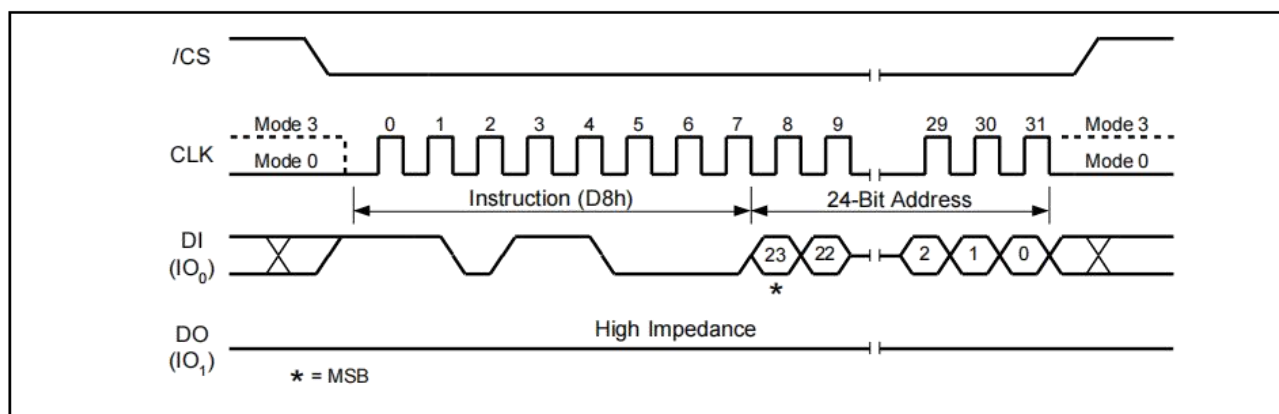 /CS
Mode 3 0 1 2 3 4 5 6 7 8 9 29 30 31 Mode 3
CLK
Mode 0 Mode 0
Instruction (D8h) 24-Bit Address
DI
(IO₀)
23 22 2 1 0
*
High Impedance
DO
(IO₁)
* = MSB